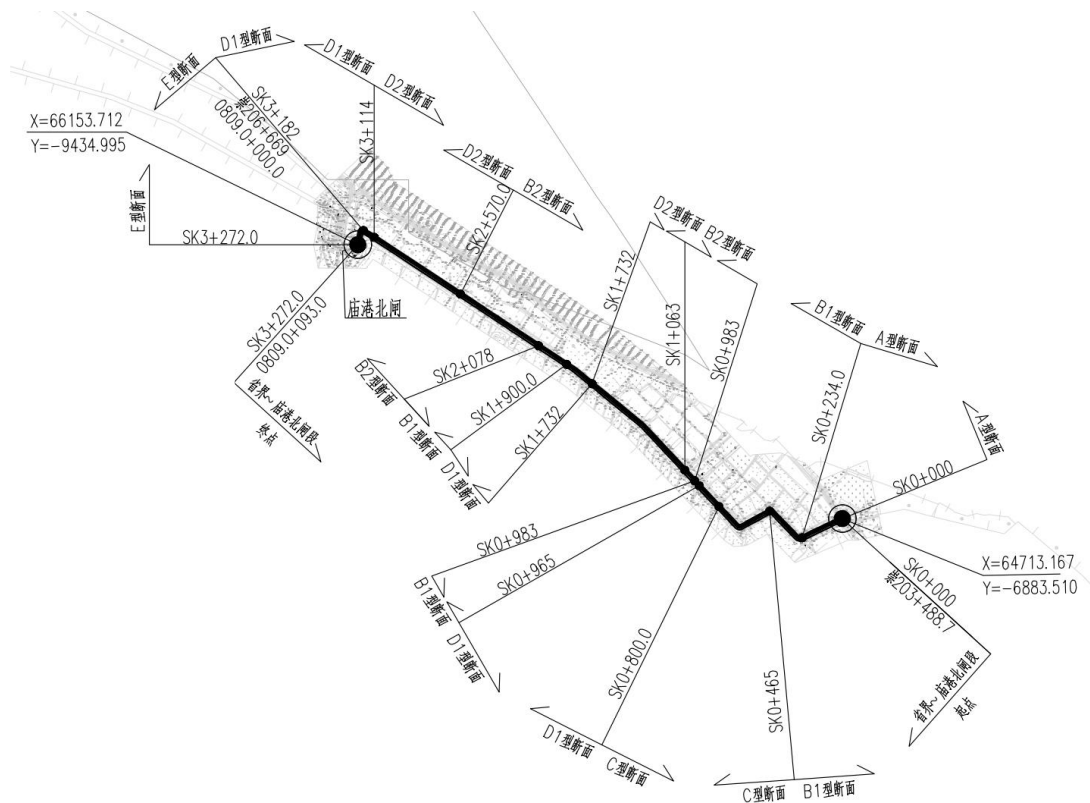 E型断面 D1型断面
SK3+182
崇206+669
0809.0+000.0
D1型断面 D2型断面
SK3+114
X=66153.712
Y=-9434.995
E型断面
SK3+272.0
D2型断面 B2型断面
SK2+570.0
庙港北闸
SK3+272.0
0809.0+093.0
省界~庙港北闸段
终点
D2型断面 B2型断面
SK1+732
SK1+063
SK0+983
B1型断面 A型断面
SK0+234.0
A型断面
SK0+000
X=64713.167
Y=-6883.510
SK0+000
崇203+488.7
省界~庙港北闸段
起点
SK2+078
SK1+900.0
SK1+732
B2型断面 B1型断面 D1型断面
SK0+983
SK0+965
B1型断面 D1型断面
SK0+800.0
D1型断面 C型断面
SK0+465
C型断面 B1型断面